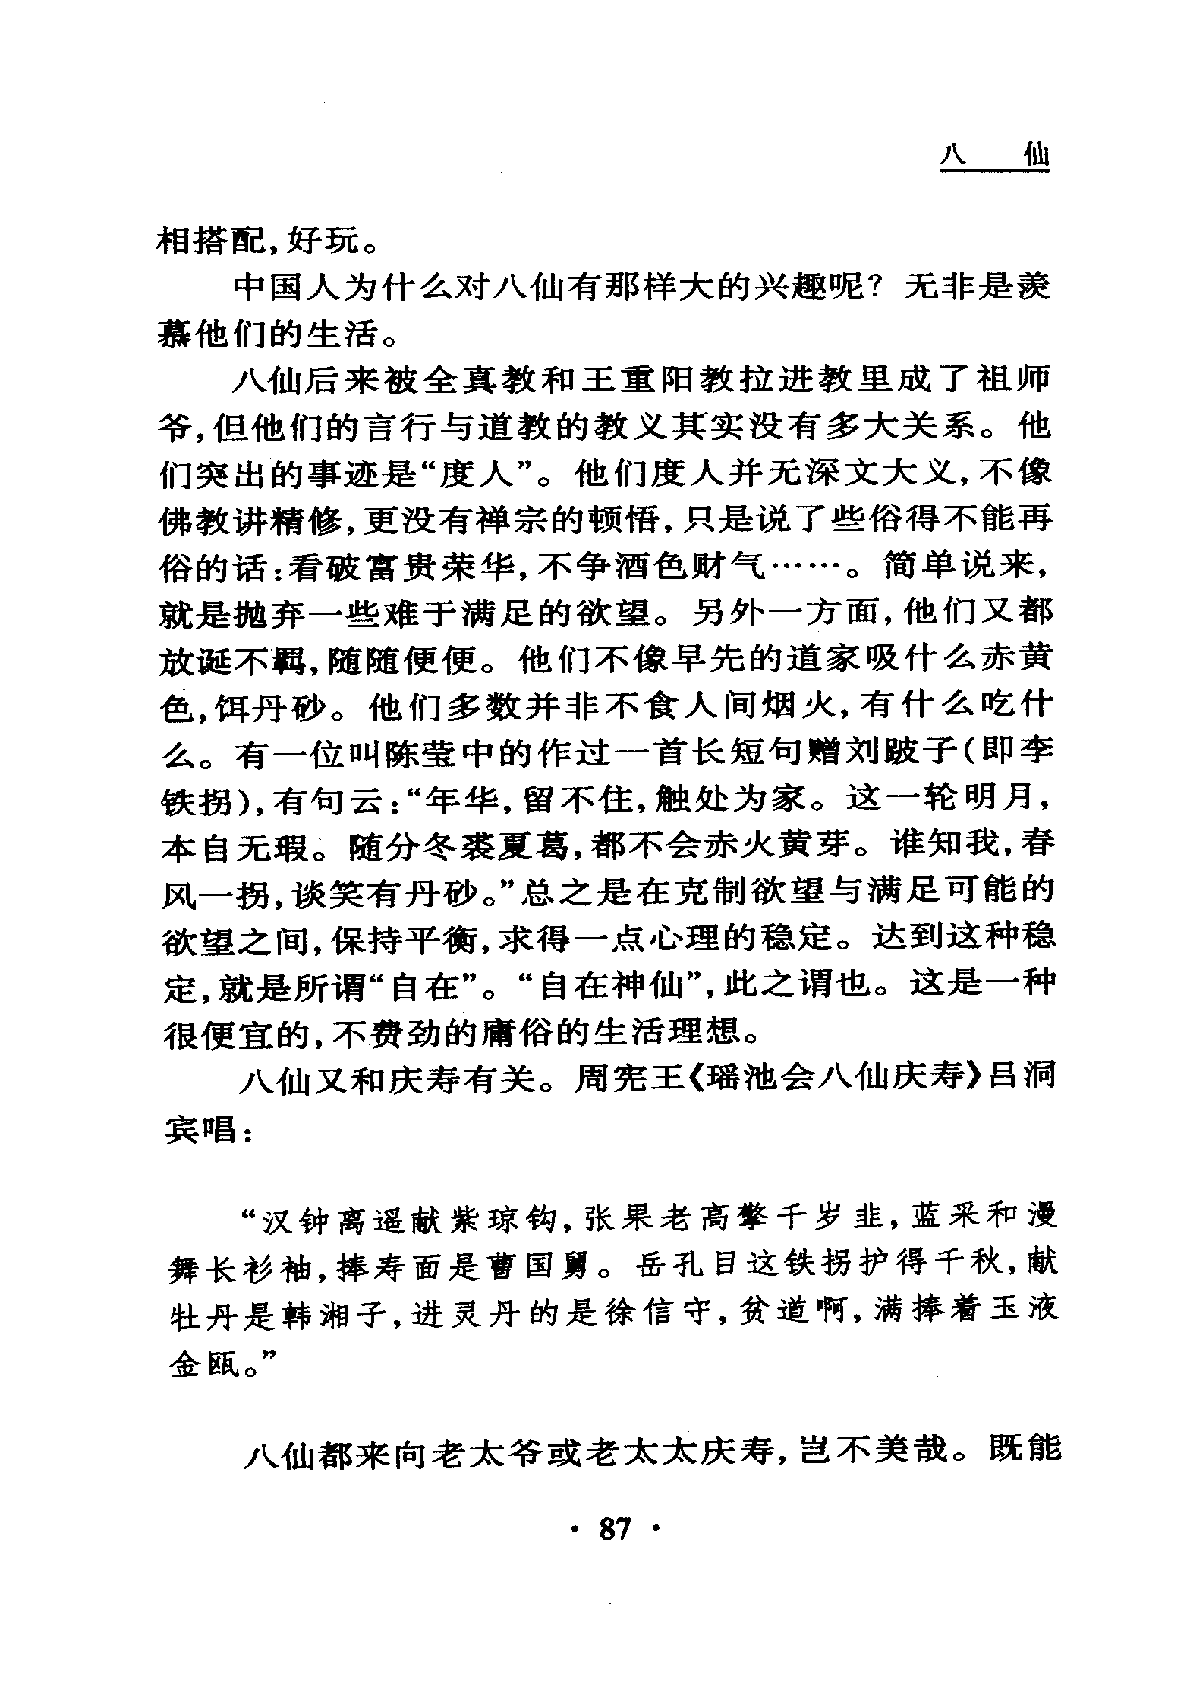 八 仙
相搭配,好玩。
中国人为什么对八仙有那样大的兴趣呢？无非是羡
慕他们的生活。
八仙后来被全真教和王重阳教拉进教里成了祖师
爷,但他们的言行与道教的教义其实没有多大关系。他
们突出的事迹是“度人”。他们度人并无深文大义,不像
佛教讲精修,更没有禅宗的顿悟,只是说了些俗得不能再
俗的话:看破富贵荣华,不争酒色财气……。简单说来,
就是抛弃一些难于满足的欲望。另外一方面,他们又都
放诞不羁,随随便便。他们不像早先的道家吸什么赤黄
色,饵丹砂。他们多数并非不食人间烟火,有什么吃什
么。有一位叫陈莹中的作过一首长短句赠刘跛子(即李
铁拐),有句云:“年华,留不住,触处为家。这一轮明月,
本自无瑕。随分冬裘夏葛,都不会赤火黄芽。谁知我,春
风一拐,谈笑有丹砂。”总之是在克制欲望与满足可能的
欲望之间,保持平衡,求得一点心理的稳定。达到这种稳
定,就是所谓“自在”。“自在神仙”,此之谓也。这是一种
很便宜的,不费劲的庸俗的生活理想。
八仙又和庆寿有关。周宪王《瑶池会八仙庆寿》吕洞
宾唱:
“汉钟离遥献紫琼钩,张果老高擎千岁韭,蓝采和漫
舞长衫袖,捧寿面是曹国舅。岳孔目这铁拐护得千秋,献
牡丹是韩湘子,进灵丹的是徐信守,贫道啊,满捧着玉液
金瓯。”
八仙都来向老太爷或老太太庆寿,岂不美哉。既能
· 87 ·